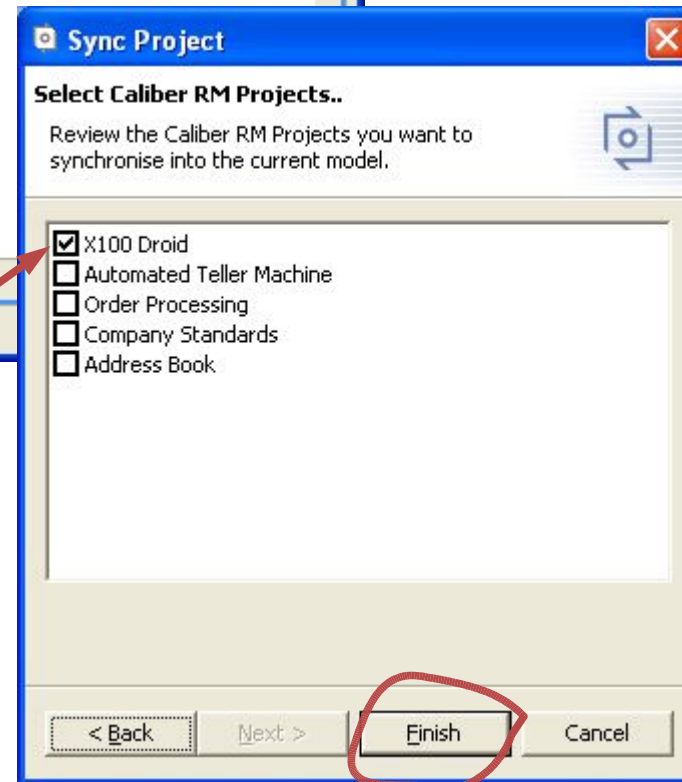 Sync Project
Select Caliber RM Projects..
Review the Caliber RM Projects you want to
synchronise into the current model.
X100 Droid
Automated Teller Machine
Order Processing
Company Standards
Address Book
< Back
Next >
Finish
Cancel